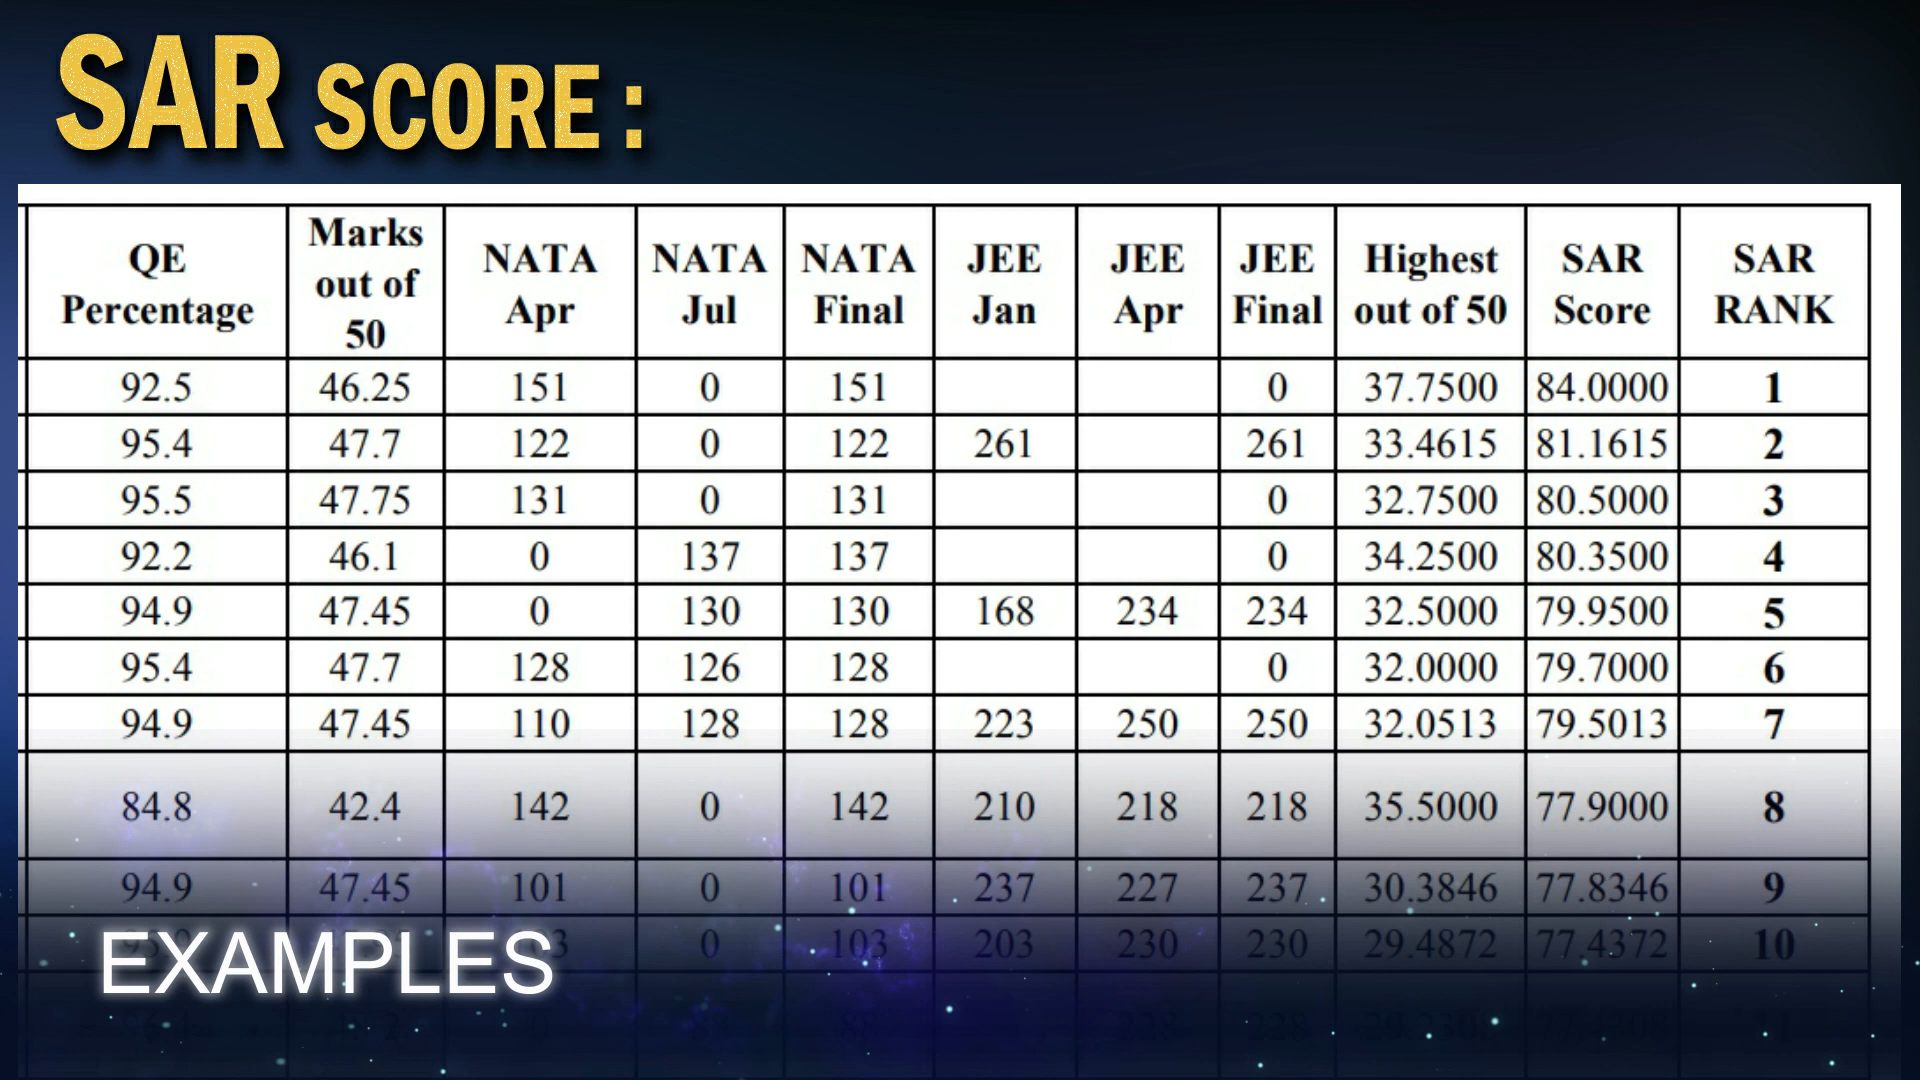 SAR SCORE :
QE Percentage Marks out of 50 NATA Apr NATA Jul NATA Final JEE Jan JEE Apr JEE Final Highest out of 50 SAR Score SAR RANK
92.5 46.25 151 0 151 0 37.7500 84.0000 1
95.4 47.7 122 0 122 261 261 33.4615 81.1615 2
95.5 47.75 131 0 131 0 32.7500 80.5000 3
92.2 46.1 0 137 137 0 34.2500 80.3500 4
94.9 47.45 0 130 130 168 234 234 32.5000 79.9500 5
95.4 47.7 128 126 128 0 32.0000 79.7000 6
94.9 47.45 110 128 128 223 250 250 32.0513 79.5013 7
84.8 42.4 142 0 142 210 218 218 35.5000 77.9000 8
94.9 47.45 101 0 101 237 227 237 30.3846 77.8346 9
0 103 203 230 230 29.4872 77.4372 10
EXAMPLES